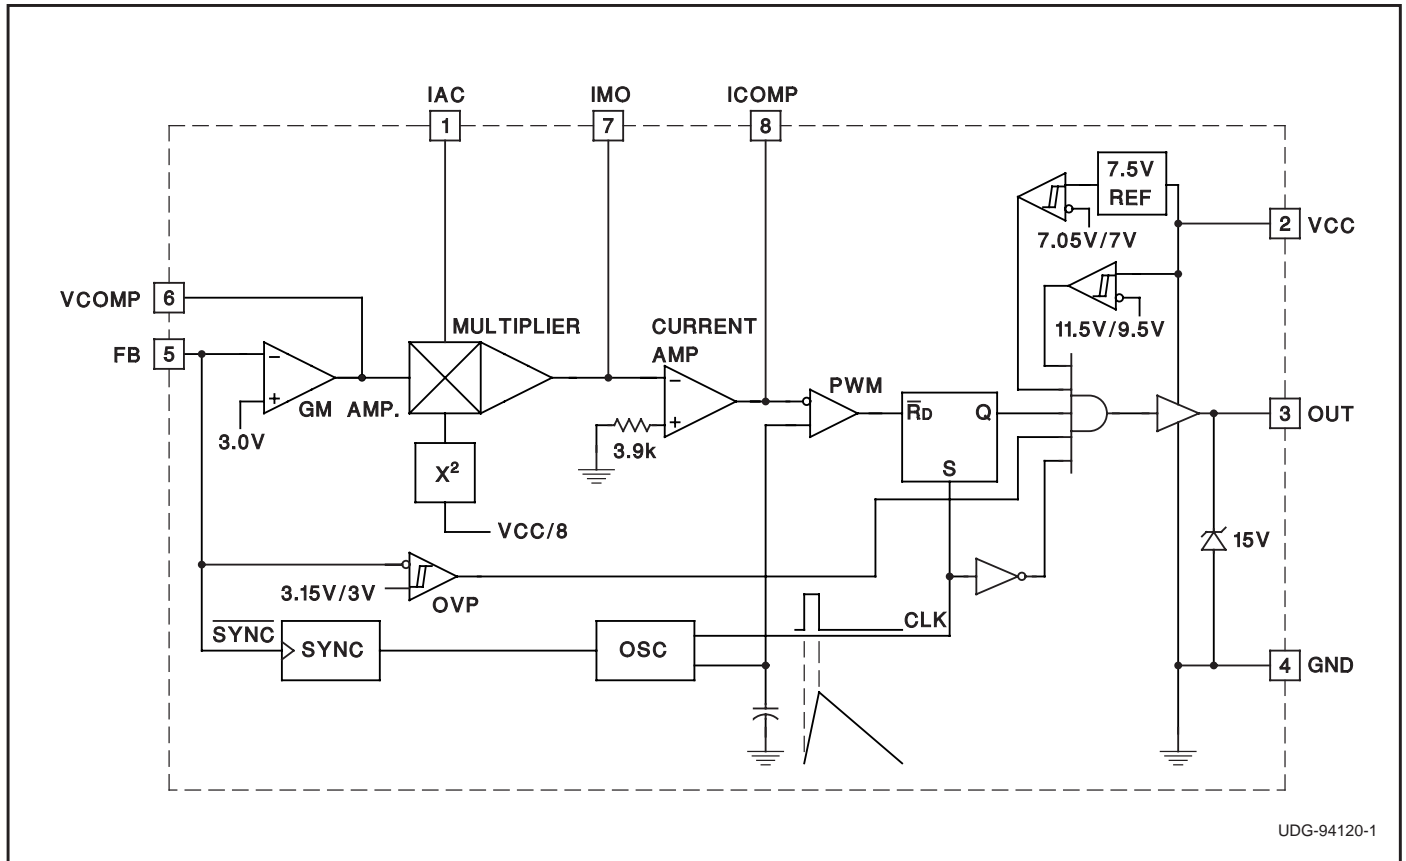 IAC
IMO
ICOMP
1
7
8
7.5V
REF
2
VCC
7.05V/7V
VCOMP
6
11.5V/9.5V
MULTIPLIER
CURRENT
AMP
FB
5
−
−
PWM
R̅D
Q
3
OUT
+
GM AMP.
3.0V
+
3.9k
S
X²
VCC/8
15V
3.15V/3V
OVP
S̅Y̅N̅C̅
SYNC
OSC
CLK
4
GND
UDG-94120-1